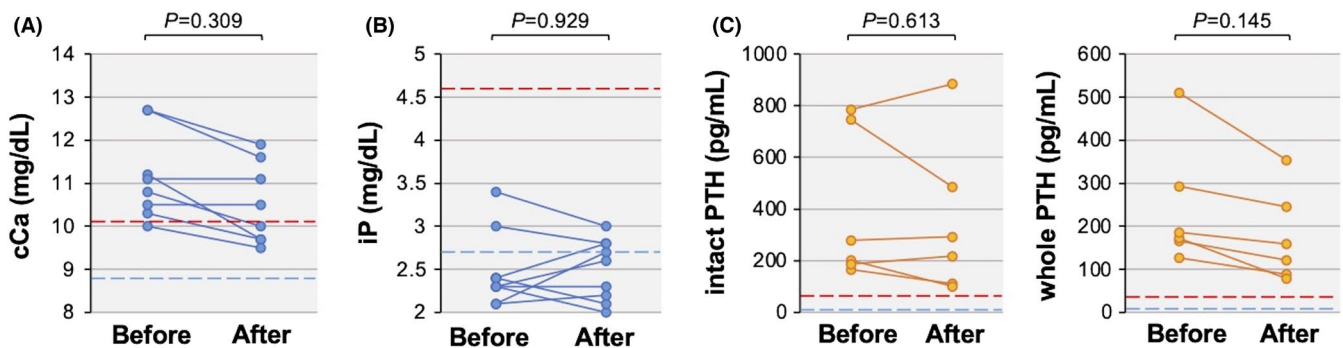 (A)
P=0.309
cCa (mg/dL)
14
13
12
11
10
9
8
Before
After
(B)
P=0.929
iP (mg/dL)
5
4.5
4
3.5
3
2.5
2
Before
After
(C)
P=0.613
intact PTH (pg/mL)
1000
800
600
400
200
0
Before
After
P=0.145
whole PTH (pg/mL)
600
500
400
300
200
100
0
Before
After